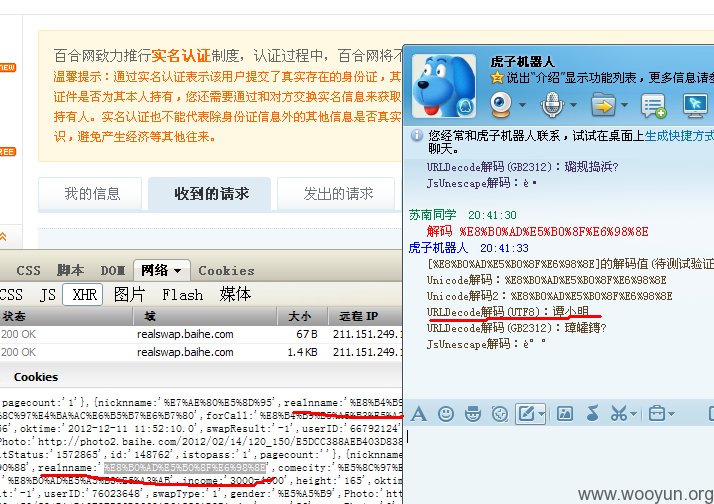 new
百合网致力推行实名认证制度，认证过程中，百合网将不
温馨提示：通过实名认证表示该用户提交了真实存在的身份证，其
证件是否为其本人持有，您还需要通过和对方交换实名信息来获取
持有人。实名认证也不能代表除身份证信息外的其他信息是否真实
识，避免产生经济等其他往来。
REE
我的信息
收到的请求
发出的请求
虎子机器人
说出“介绍”显示功能列表，更多信息请参
您经常和虎子机器人联系，试试在桌面上生成快捷方式
聊天。
URLDecode解码(GB2312)：璐规捣浜?
JsUnescape解码：è·
苏南同学 20:41:30
解码 %E8%B0%AD%E5%B0%8F%E6%98%8E
虎子机器人 20:41:33
[%E8%B0%AD%E5%B0%8F%E6%98%8E]的解码值(待测试验证
Unicode解码：%E8%B0%AD%E5%B0%8F%E6%98%8E
Unicode解码2：%E8%B0%AD%E5%B0%8F%E6%98%8E
URLDecode解码(UTF8)：谭小明
URLDecode解码(GB2312)：璋皬鏄?
JsUnescape解码：è°°
CSS 脚本 DOM 网络 Cookies
CSS JS XHR 图片 Flash 媒体
状态 域 大小 远程 IP
200 OK realswap.baihe.com 67 B 211.151.249.1
200 OK realswap.baihe.com 1.4 KB 211.151.249.1
Cookies
,pagecount:'1'},{nicknname:'%E7%AE%80%E5%8D%95',realnname:'%E8%B4%B9
%8C%97%E4%BA%AC%E6%B5%B7%E6%B7%80',forCall:'%E8%B4%B9
',oktime:'2012-12-11 11:52:10.0',swapResult:'-1',userID:'66792124'
Photo:'http://photo2.baihe.com/2012/02/14/120_150/E5DCC388AEB403D838
itStatus:'1572865',id:'148762',istopass:'1',pagecount:''},{nicknname:
90%88',realnname:'%E8%B0%AD%E5%B0%8F%E6%98%8E',comecity:'%E5%8C%97%E
income:'3000-4000',height:'165',oktime
:'-1',userID:'76023648',swapType:'1',gender:'%E5%A5%B9',Photo:'http
www.wooyun.org